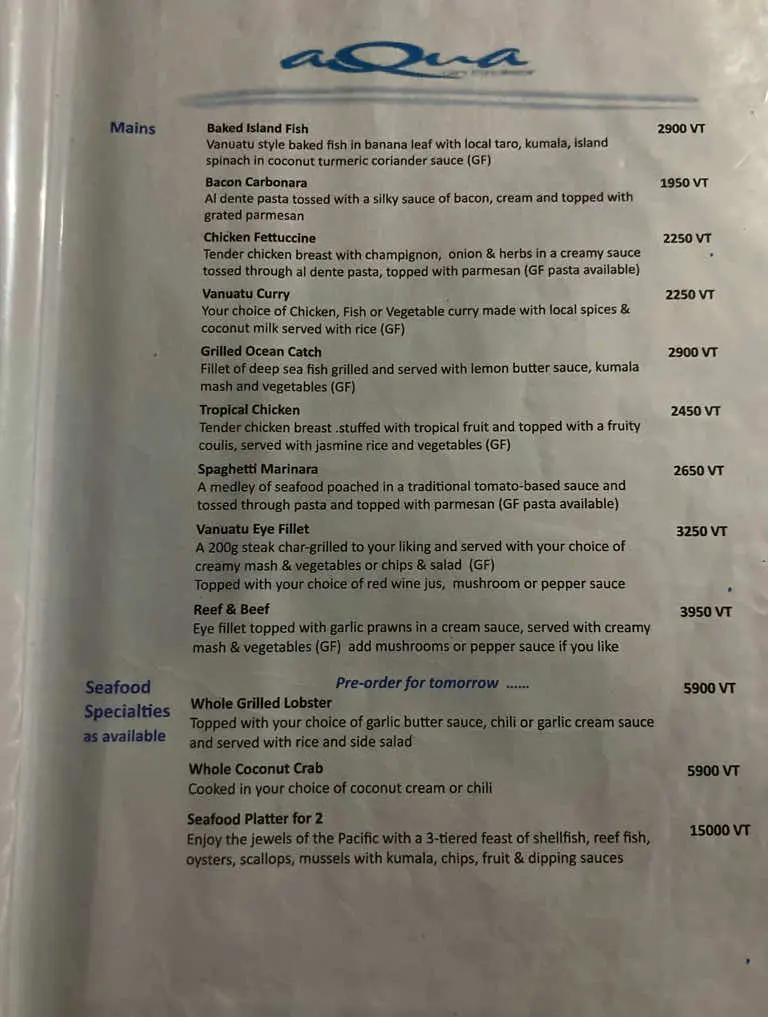 aQua
Mains
Baked Island Fish 2900 VT
Vanuatu style baked fish in banana leaf with local taro, kumala, island
spinach in coconut turmeric coriander sauce (GF)
Bacon Carbonara 1950 VT
Al dente pasta tossed with a silky sauce of bacon, cream and topped with
grated parmesan
Chicken Fettuccine 2250 VT
Tender chicken breast with champignon, onion & herbs in a creamy sauce
tossed through al dente pasta, topped with parmesan (GF pasta available)
Vanuatu Curry 2250 VT
Your choice of Chicken, Fish or Vegetable curry made with local spices &
coconut milk served with rice (GF)
Grilled Ocean Catch 2900 VT
Fillet of deep sea fish grilled and served with lemon butter sauce, kumala
mash and vegetables (GF)
Tropical Chicken 2450 VT
Tender chicken breast .stuffed with tropical fruit and topped with a fruity
coulis, served with jasmine rice and vegetables (GF)
Spaghetti Marinara 2650 VT
A medley of seafood poached in a traditional tomato-based sauce and
tossed through pasta and topped with parmesan (GF pasta available)
Vanuatu Eye Fillet 3250 VT
A 200g steak char-grilled to your liking and served with your choice of
creamy mash & vegetables or chips & salad (GF)
Topped with your choice of red wine jus, mushroom or pepper sauce
Reef & Beef 3950 VT
Eye fillet topped with garlic prawns in a cream sauce, served with creamy
mash & vegetables (GF) add mushrooms or pepper sauce if you like
Seafood
Specialties
as available
Pre-order for tomorrow ......
Whole Grilled Lobster 5900 VT
Topped with your choice of garlic butter sauce, chili or garlic cream sauce
and served with rice and side salad
Whole Coconut Crab 5900 VT
Cooked in your choice of coconut cream or chili
Seafood Platter for 2 15000 VT
Enjoy the jewels of the Pacific with a 3-tiered feast of shellfish, reef fish,
oysters, scallops, mussels with kumala, chips, fruit & dipping sauces